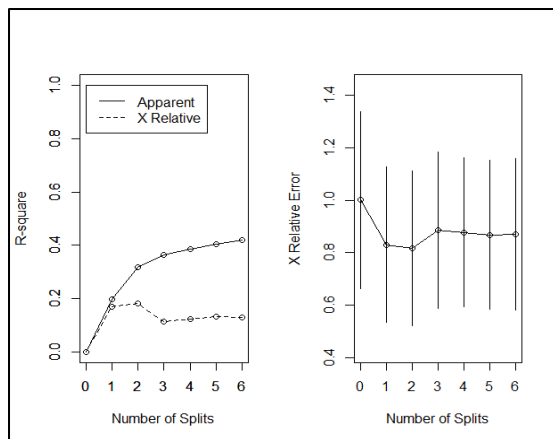 Apparent
X Relative
R-square
0.0 0.2 0.4 0.6 0.8 1.0
0 1 2 3 4 5 6
Number of Splits
X Relative Error
0.4 0.6 0.8 1.0 1.2 1.4
0 1 2 3 4 5 6
Number of Splits